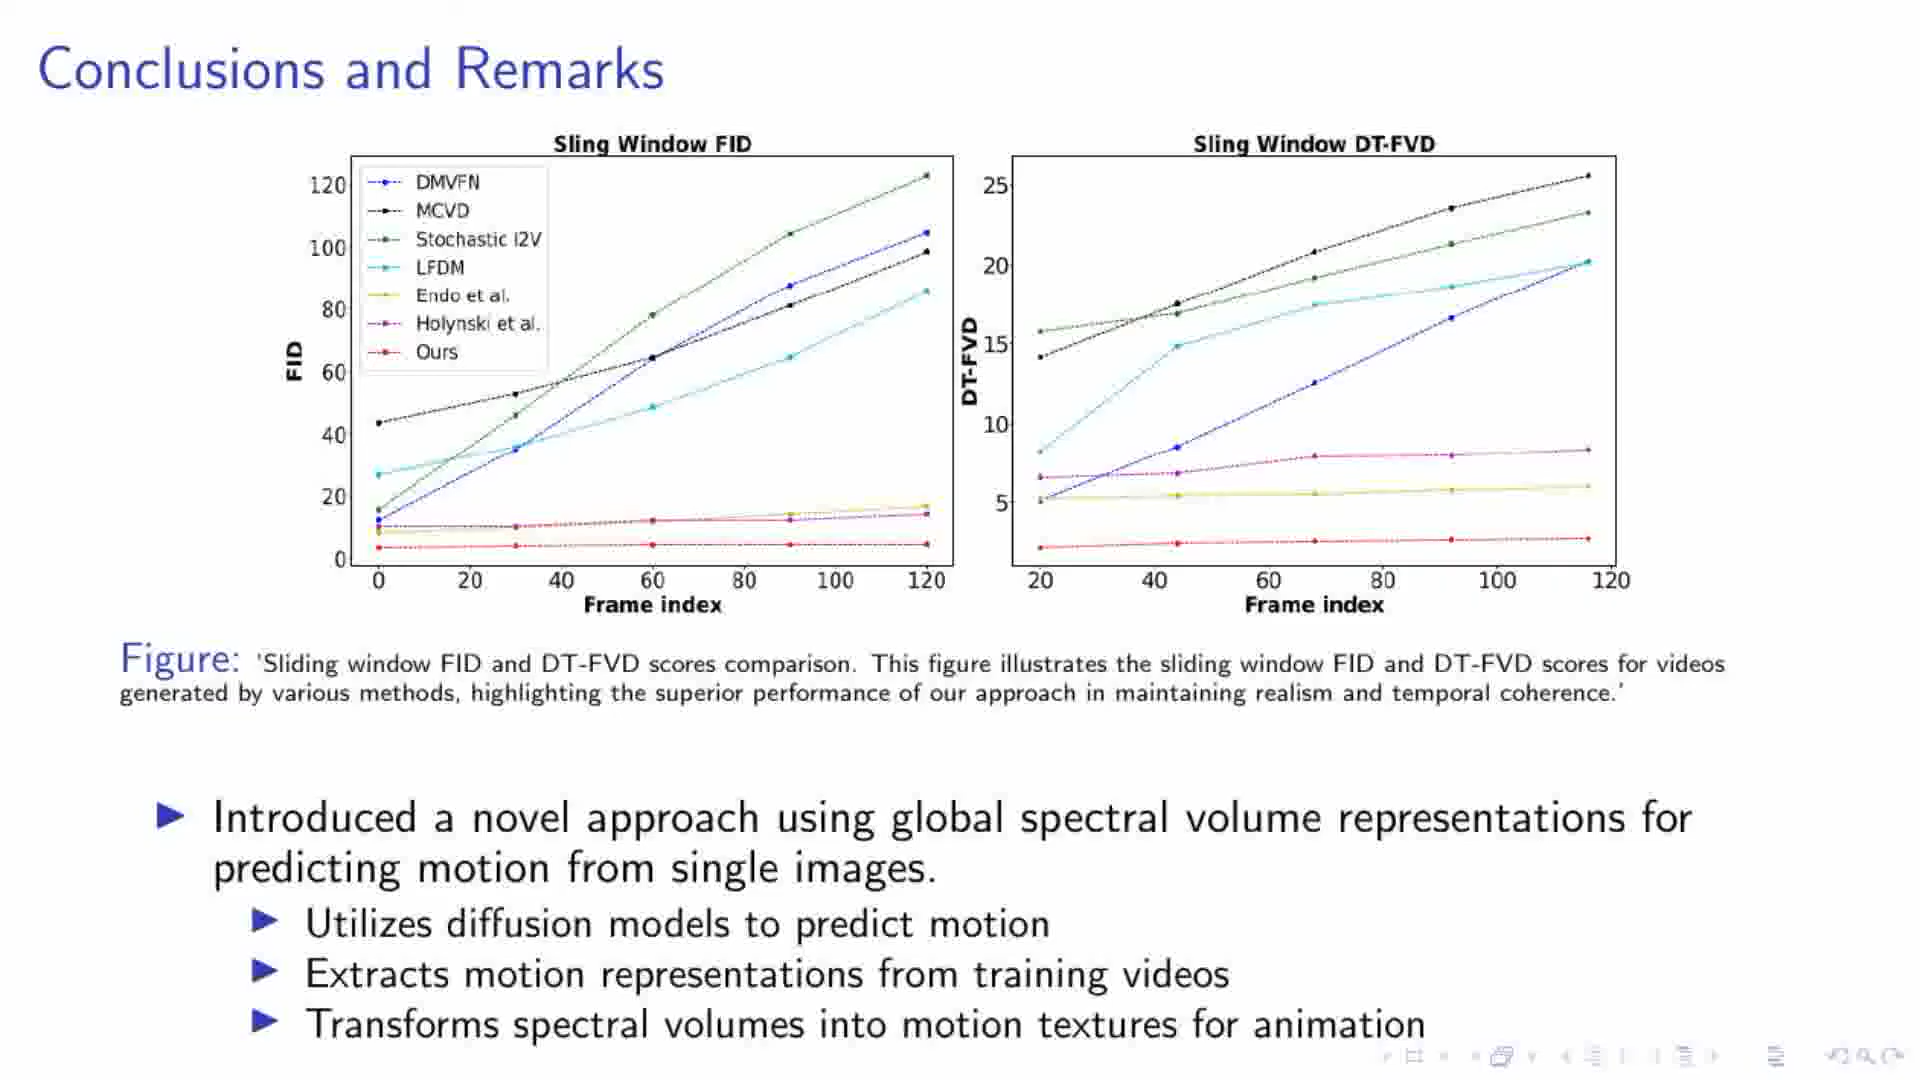 Conclusions and Remarks
Sling Window FID
120
100
80
60
40
20
0
FID
DMVFN
MCVD
Stochastic I2V
LFDM
Endo et al.
Holynski et al.
Ours
0 20 40 60 80 100 120
Frame index
Sling Window DT-FVD
25
20
15
10
5
DT-FVD
20 40 60 80 100 120
Frame index
Figure: 'Sliding window FID and DT-FVD scores comparison. This figure illustrates the sliding window FID and DT-FVD scores for videos
generated by various methods, highlighting the superior performance of our approach in maintaining realism and temporal coherence.'
Introduced a novel approach using global spectral volume representations for
predicting motion from single images.
Utilizes diffusion models to predict motion
Extracts motion representations from training videos
Transforms spectral volumes into motion textures for animation